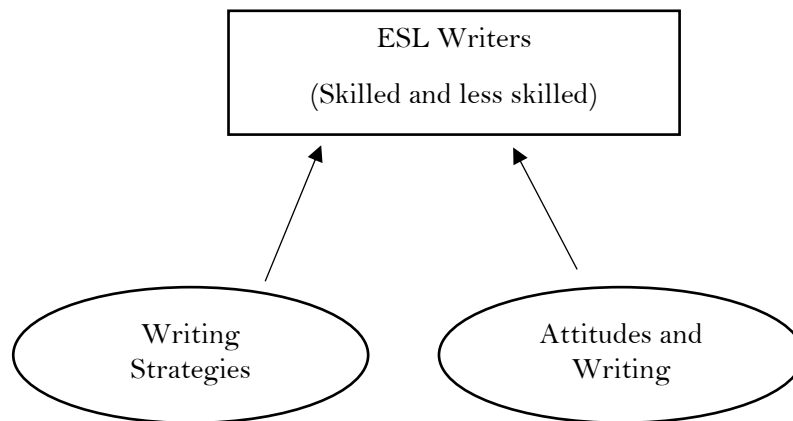 ESL Writers
(Skilled and less skilled)
Writing
Strategies
Attitudes and
Writing